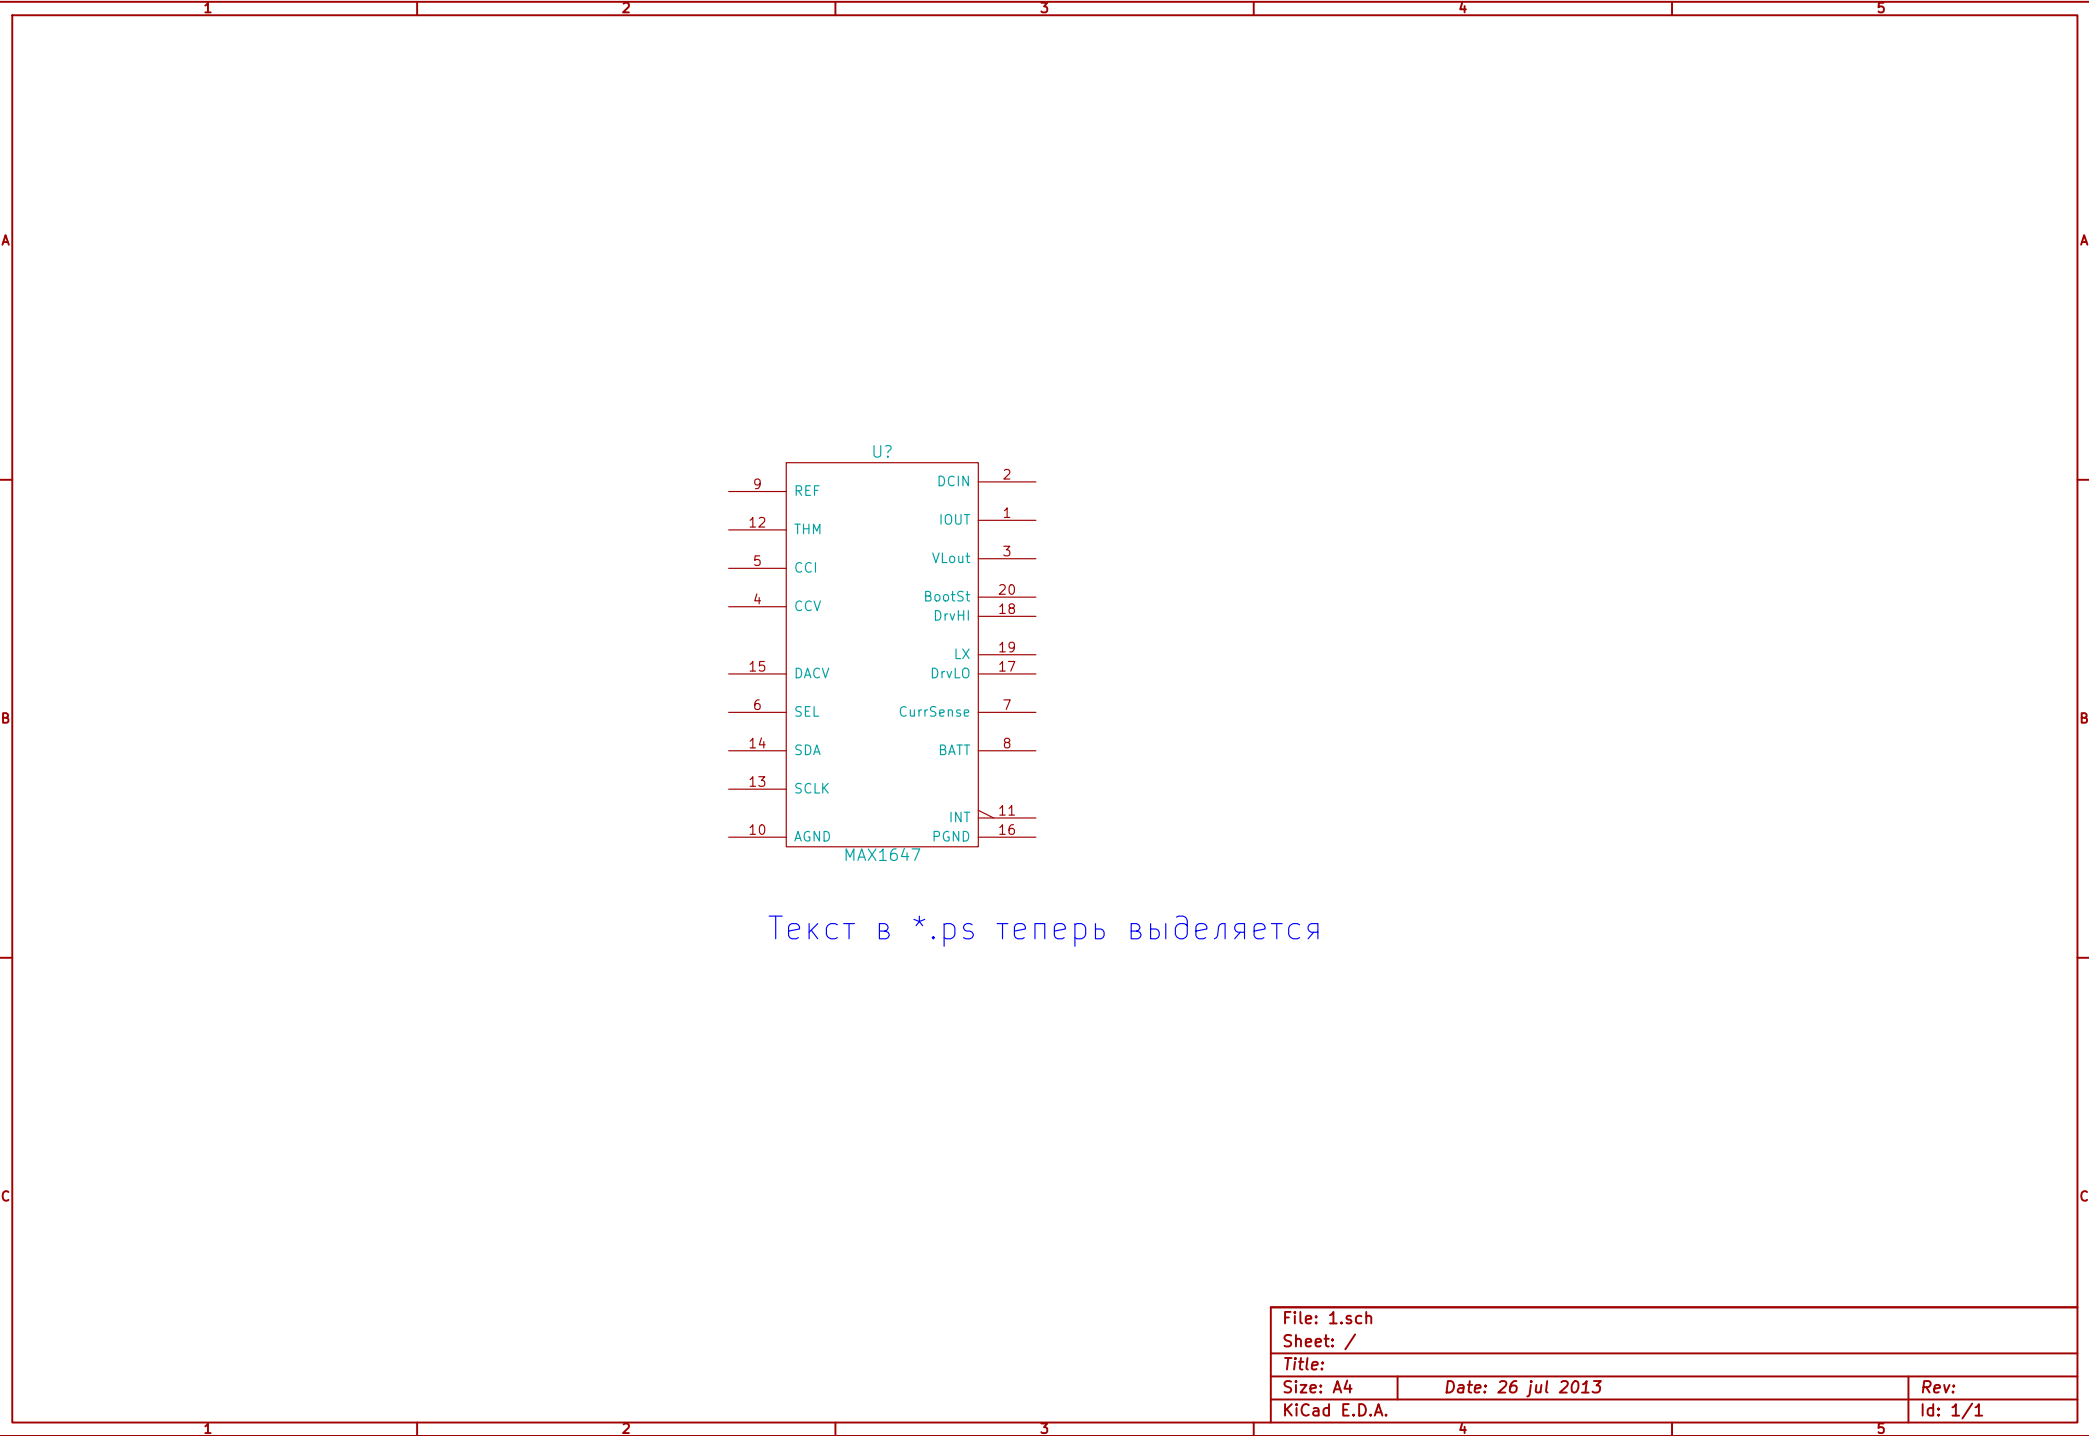 1 2 3 4 5
A A
U?
9 REF DCIN 2
12 THM IOUT 1
5 CCI VLout 3
4 CCV BootSt 20
DrvHI 18
LX 19
15 DACV DrvLO 17
6 SEL CurrSense 7
B B
14 SDA BATT 8
13 SCLK
INT 11
10 AGND PGND 16
MAX1647
Текст в *.ps теперь выделяется
C C
File: 1.sch
Sheet: /
Title:
Size: A4 Date: 26 jul 2013 Rev:
KiCad E.D.A. Id: 1/1
1 2 3 4 5